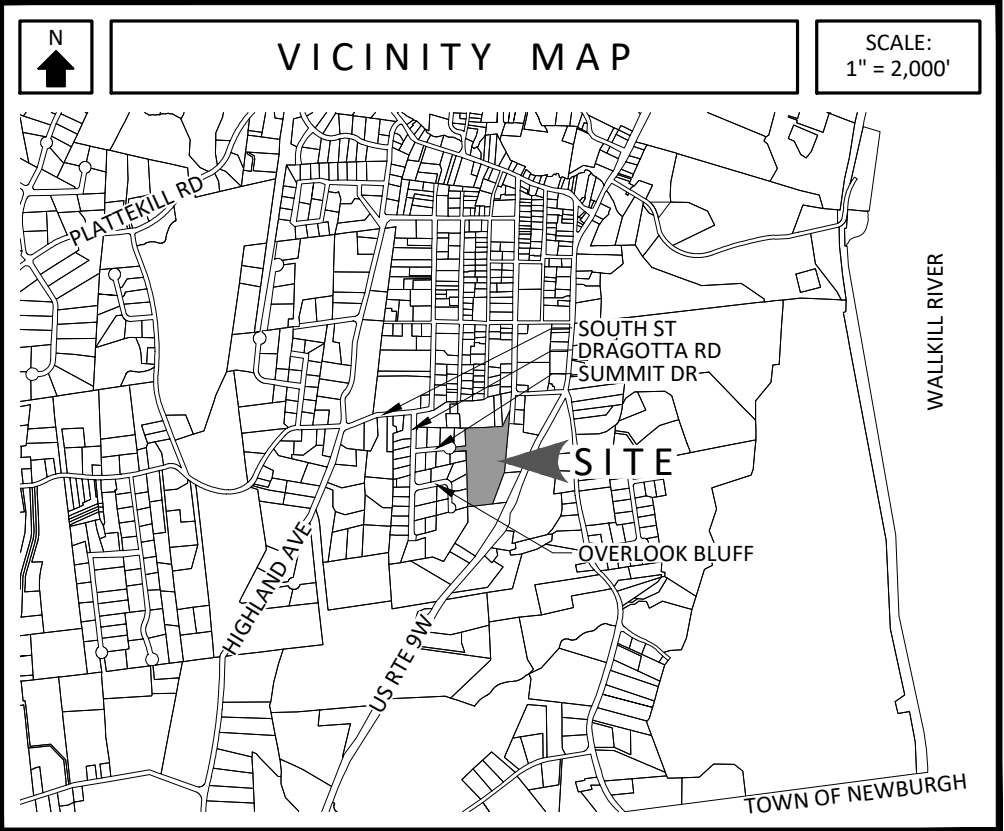 N
VICINITY MAP
SCALE:
1" = 2,000'
PLATTEKILL RD
WALKILL RIVER
SOUTH ST
DRAGOTTA RD
SUMMIT DR
SITE
OVERLOOK BLUFF
HIGHLAND AVE
US RTE 9W
TOWN OF NEWBURGH